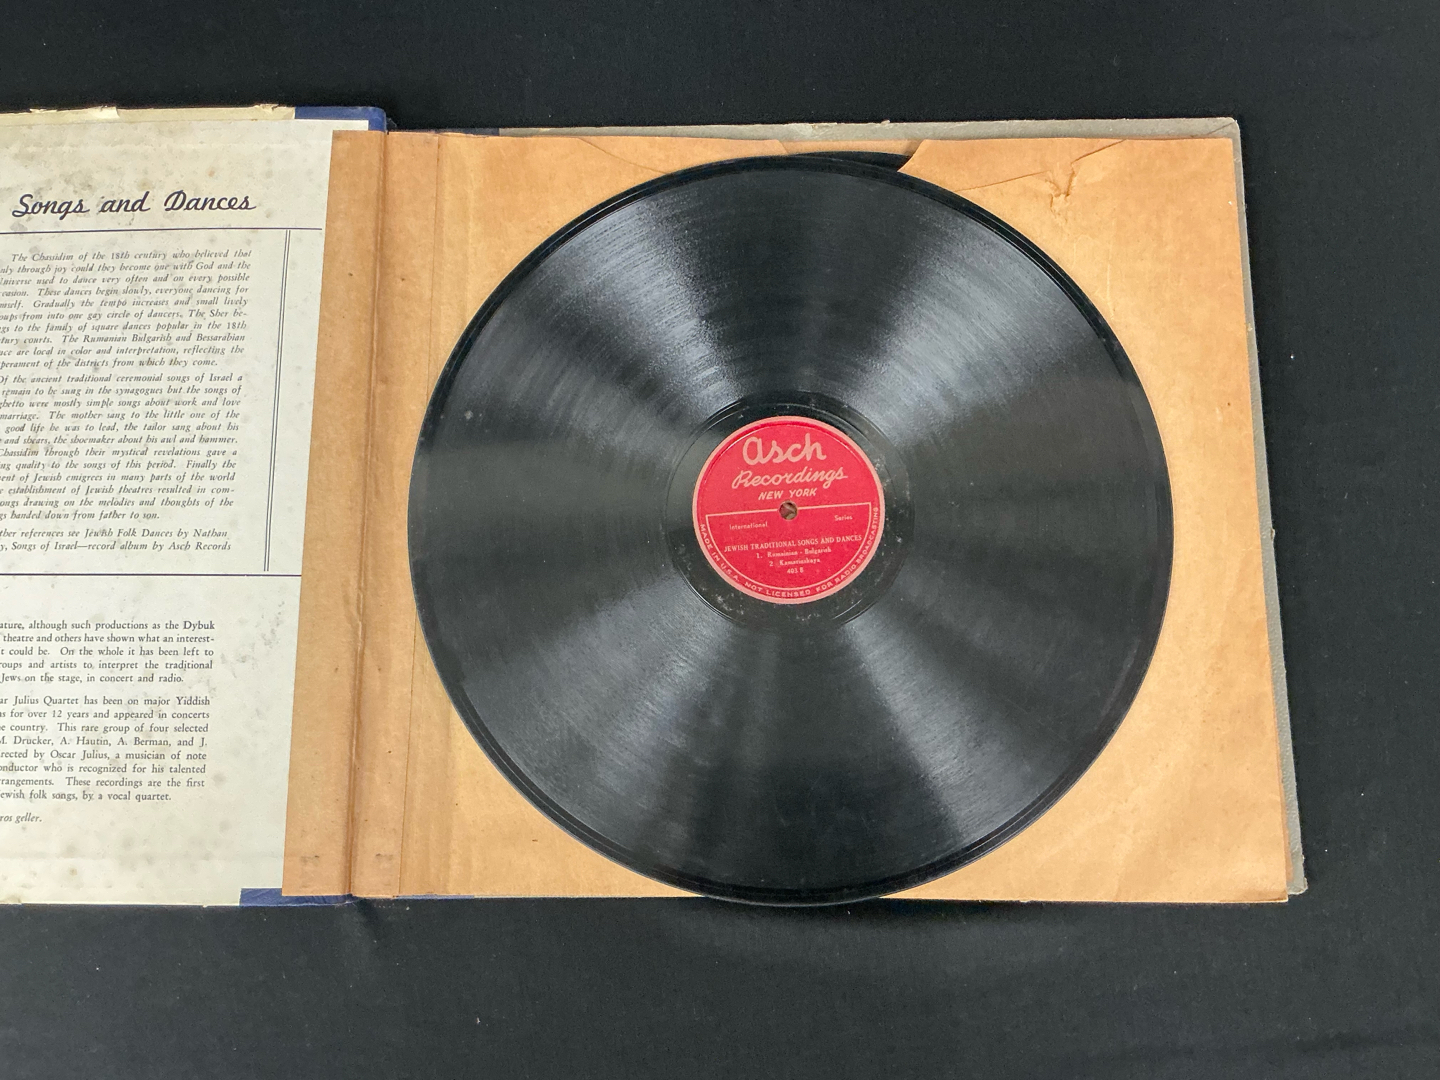 Songs and Dances
The Chassidim of the 18th century who believed that
only through joy could they become one with God and the
Universe used to dance very often and on every possible
These dances begin slowly, everyone dancing for
Gradually the tempo increases and small lively
from into one gay circle of dancers. The Sher be-
to the family of square dances popular in the 18th
courts. The Rumanian Bulgarish and Bessarabian
are local in color and interpretation, reflecting the
of the districts from which they come.
Of the ancient traditional ceremonial songs of Israel a
remain to be sung in the synagogues but the songs of
ghetto were mostly simple songs about work and love
marriage. The mother sang to the little one of the
good life he was to lead, the tailor sang about his
and shears, the shoemaker about his awl and hammer.
Chassidim through their mystical revelations gave a
quality to the songs of this period. Finally the
of Jewish emigrees in many parts of the world
establishment of Jewish theatres resulted in com-
drawing on the melodies and thoughts of the
handed down from father to son.
references see Jewish Folk Dances by Nathan
Songs of Israel—record album by Asch Records
although such productions as the Dybuk
theatre and others have shown what an interest-
could be. On the whole it has been left to
and artists to interpret the traditional
Jews on the stage, in concert and radio.
Julius Quartet has been on major Yiddish
for over 12 years and appeared in concerts
country. This rare group of four selected
M. Drucker, A. Hautin, A. Berman, and J.
by Oscar Julius, a musician of note
who is recognized for his talented
These recordings are the first
folk songs, by a vocal quartet.
geller.
Asch
Recordings
NEW YORK
International Series
JEWISH TRADITIONAL SONGS AND DANCES
1. Roumainian - Bulgarish
2. Kamarinskaya
405 B
MADE IN U.S.A. NOT LICENSED FOR RADIO BROADCASTING